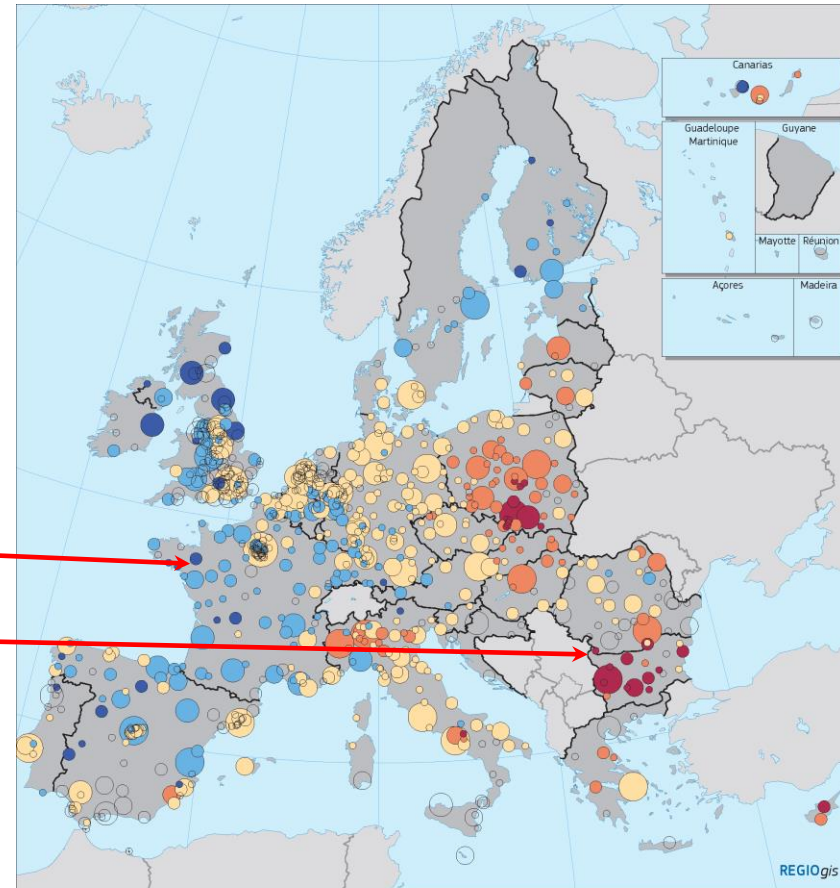 Canarias
Guadeloupe
Martinique
Guyane
Mayotte
Réunion
Açores
Madeira
REGIOgis